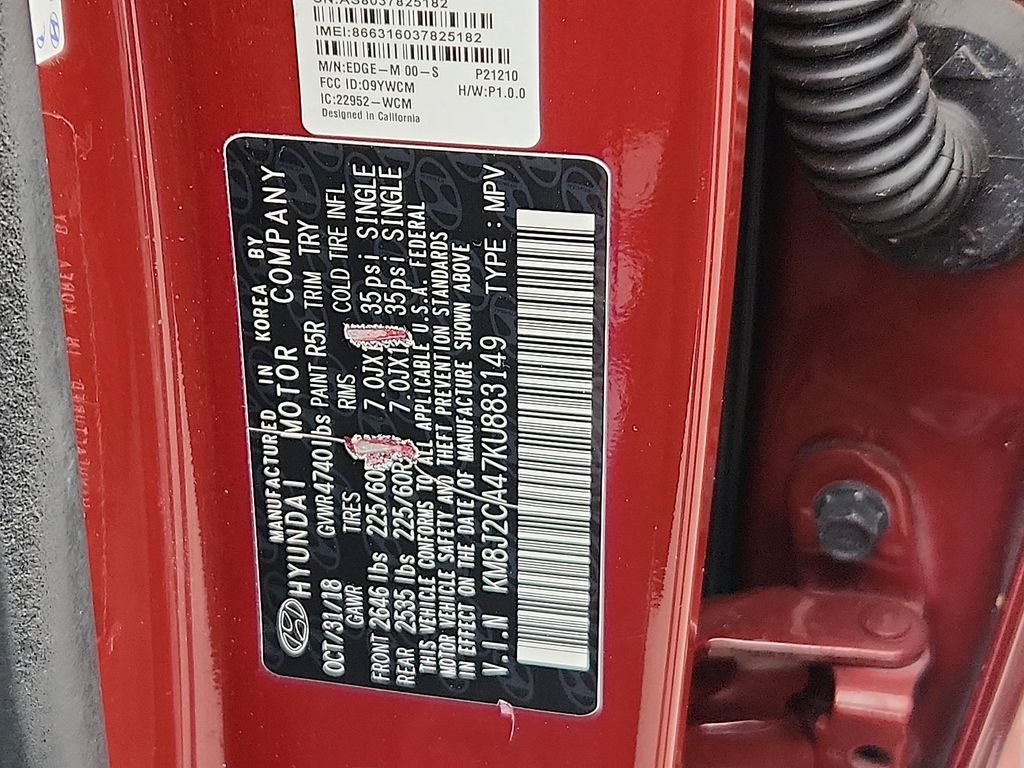 IMEI:866316037825182
M/N:EDGE-M 00-S P21210
FCC ID:O9YWCM H/W:P1.0.0
IC:22952-WCM
Designed in California
MANUFACTURED IN KOREA BY
HYUNDAI MOTOR COMPANY
OCT/31/18 GVWR4740lbs PAINT R5R TRIM TRY
GAWR TIRES RIMS COLD TIRE INFL
FRONT 2646 lbs 225/60 7.0JX1 35psi SINGLE
REAR 2535 lbs 225/60R 7.0JX1 35psi SINGLE
THIS VEHICLE CONFORMS TO ALL APPLICABLE U.S.A. FEDERAL
MOTOR VEHICLE SAFETY AND THEFT PREVENTION STANDARDS
IN EFFECT ON THE DATE OF MANUFACTURE SHOWN ABOVE
V.I.N KM8J2CA47KU883149 TYPE : MPV